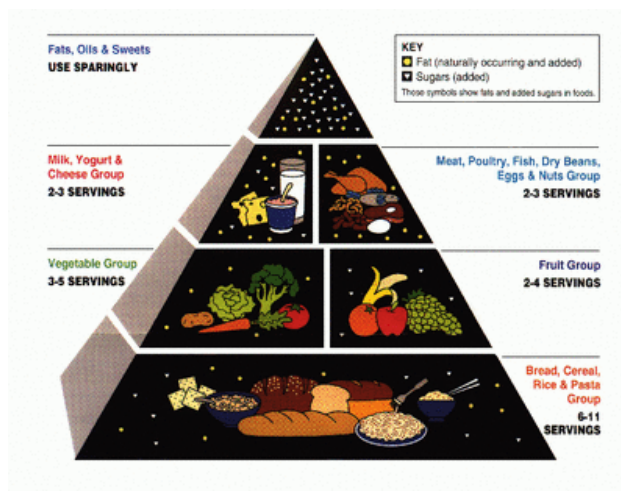 Fats, Oils & Sweets
USE SPARINGLY
KEY
Fat (naturally occurring and added)
Sugars (added)
These symbols show fats and added sugars in foods.
Milk, Yogurt &
Cheese Group
2-3 SERVINGS
Meat, Poultry, Fish, Dry Beans,
Eggs & Nuts Group
2-3 SERVINGS
Vegetable Group
3-5 SERVINGS
Fruit Group
2-4 SERVINGS
Bread, Cereal,
Rice & Pasta
Group
6-11
SERVINGS